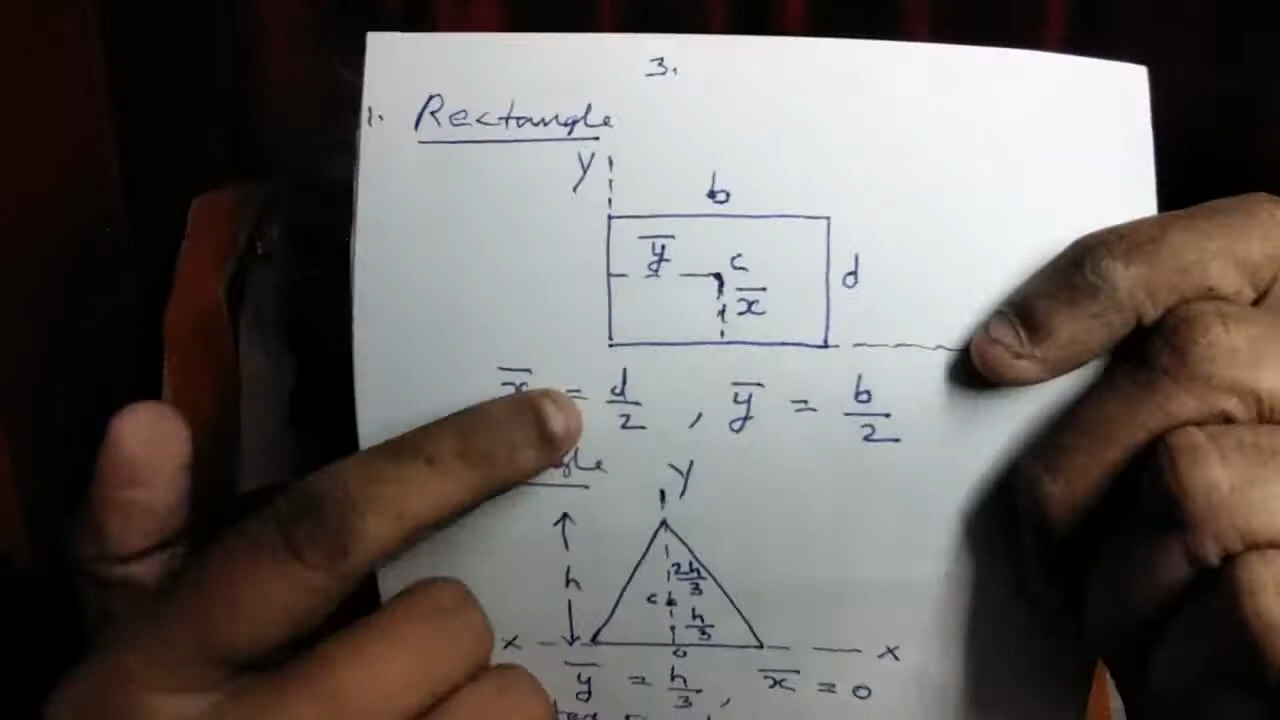 3.
1. Rectangle
y
b
y̅ c d
x̅
x̅ = d/2 , y̅ = b/2
y
h 2h/3
c
h/3
x o x
y̅ = h/3 , x̅ = 0